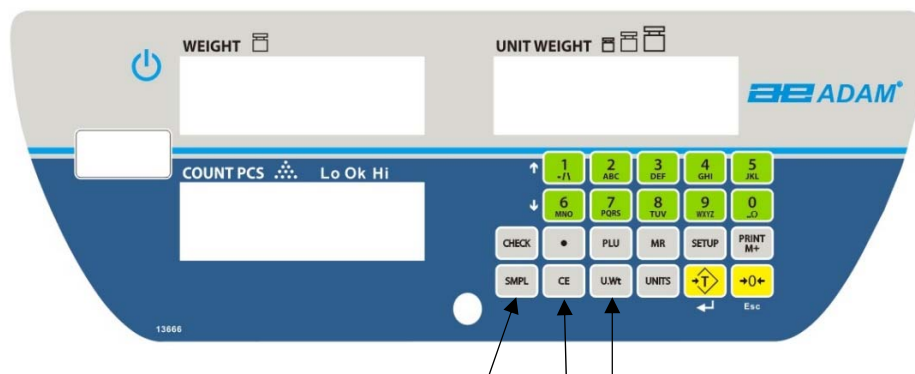 WEIGHT
UNIT WEIGHT
ae ADAM®
COUNT PCS Lo Ok Hi
1 2 3 4 5
-/\ ABC DEF GHI JKL
6 7 8 9 0
MNO PQRS TUV WXYZ _Ω
CHECK • PLU MR SETUP PRINT M+
SMPL CE U.Wt UNITS →T← →0←
Esc
13666